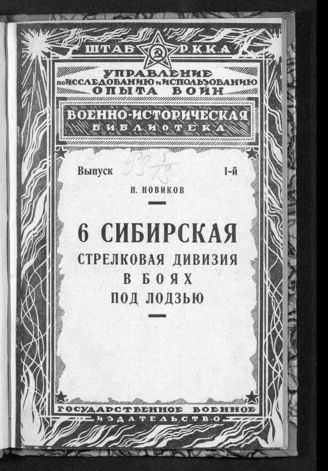 ШТАБ Р.К.К.А.
УПРАВЛЕНИЕ
по ИССЛЕДОВАНИЮ и ИСПОЛЬЗОВАНИЮ
ОПЫТА ВОЙН
ВОЕННО-ИСТОРИЧЕСКАЯ
БИБЛИОТЕКА
Выпуск 1-й
Н. НОВИКОВ
6 СИБИРСКАЯ
СТРЕЛКОВАЯ ДИВИЗИЯ
В БОЯХ
ПОД ЛОДЗЬЮ
ГОСУДАРСТВЕННОЕ ВОЕННОЕ
ИЗДАТЕЛЬСТВО